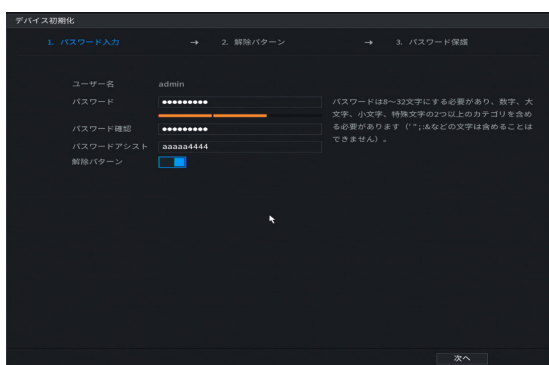 デバイス初期化
1. パスワード入力 → 2. 解除パターン → 3. パスワード保護
ユーザー名 admin
パスワード ●●●●●●●●●
パスワードは8～32文字にする必要があり、数字、大
文字、小文字、特殊文字の2つ以上のカテゴリを含め
る必要があります（'";:&などの文字は含めることは
できません）。
パスワード確認 ●●●●●●●●●
パスワードアシスト aaaaa4444
解除パターン
次へ